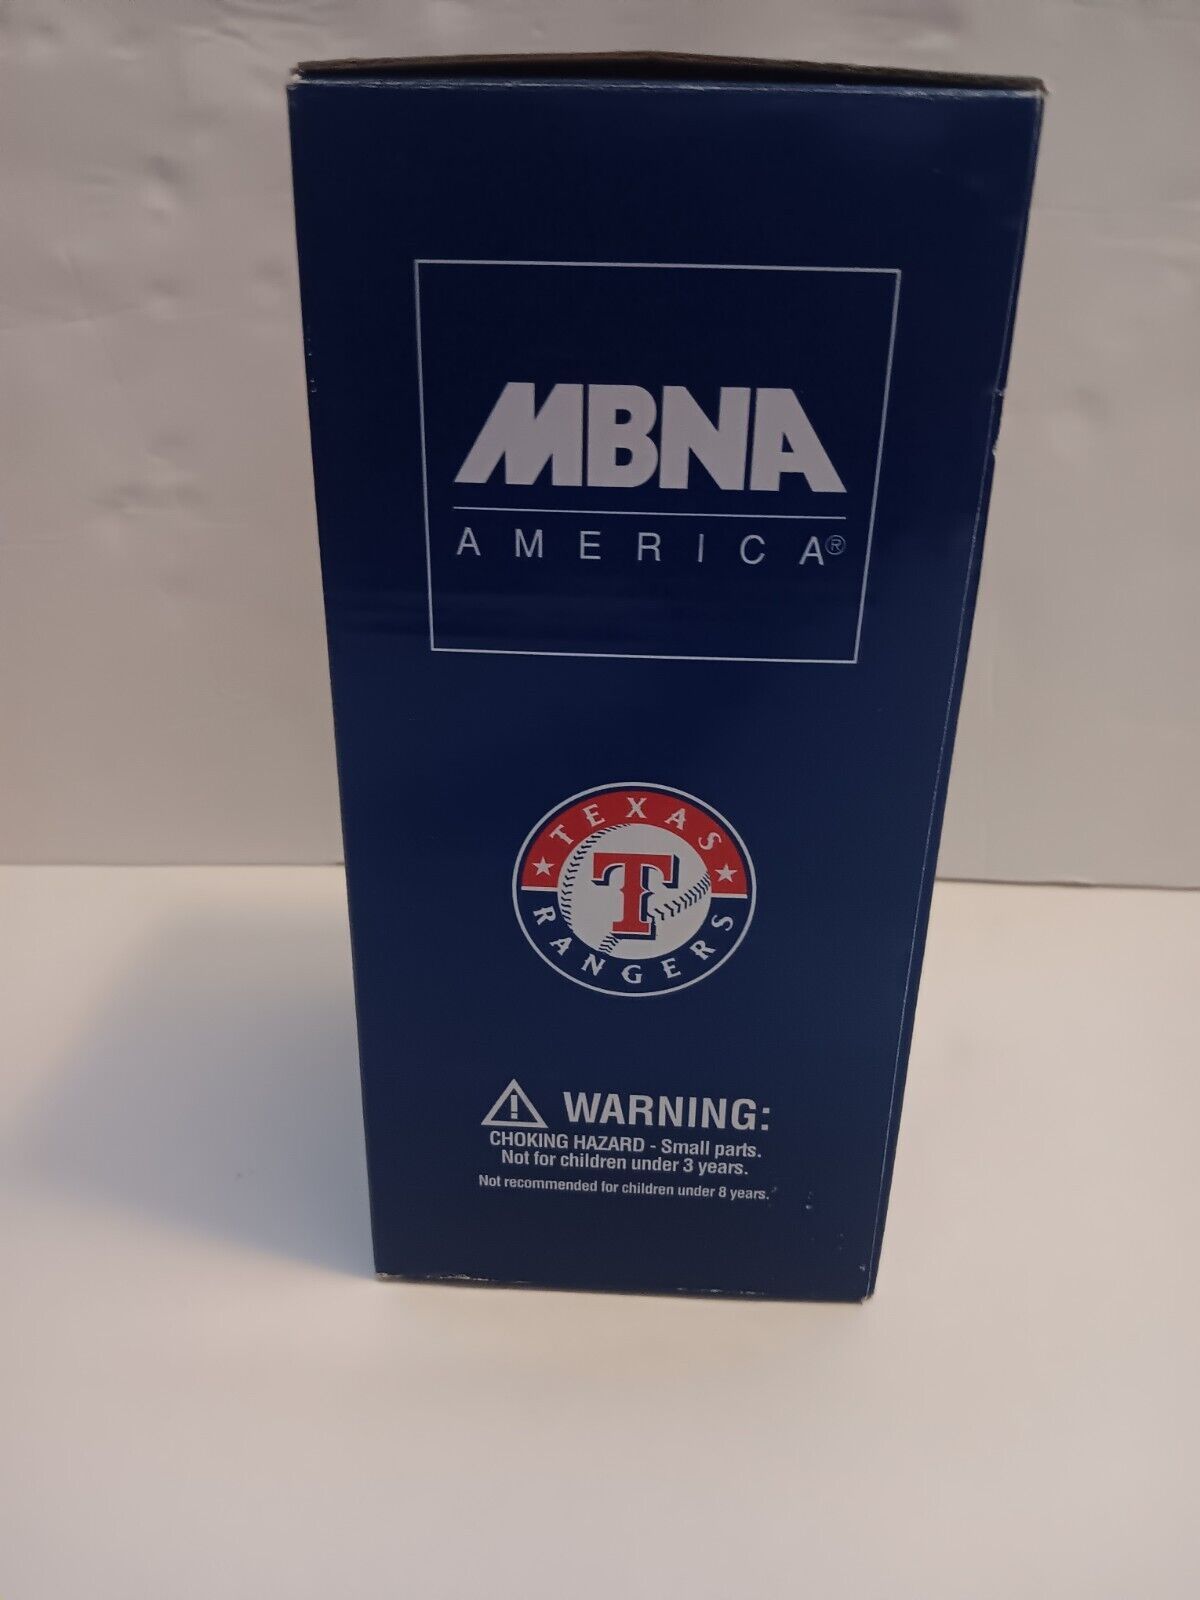 MBNA
AMERICA®
TEXAS
T
RANGERS
WARNING:
CHOKING HAZARD - Small parts.
Not for children under 3 years.
Not recommended for children under 8 years.